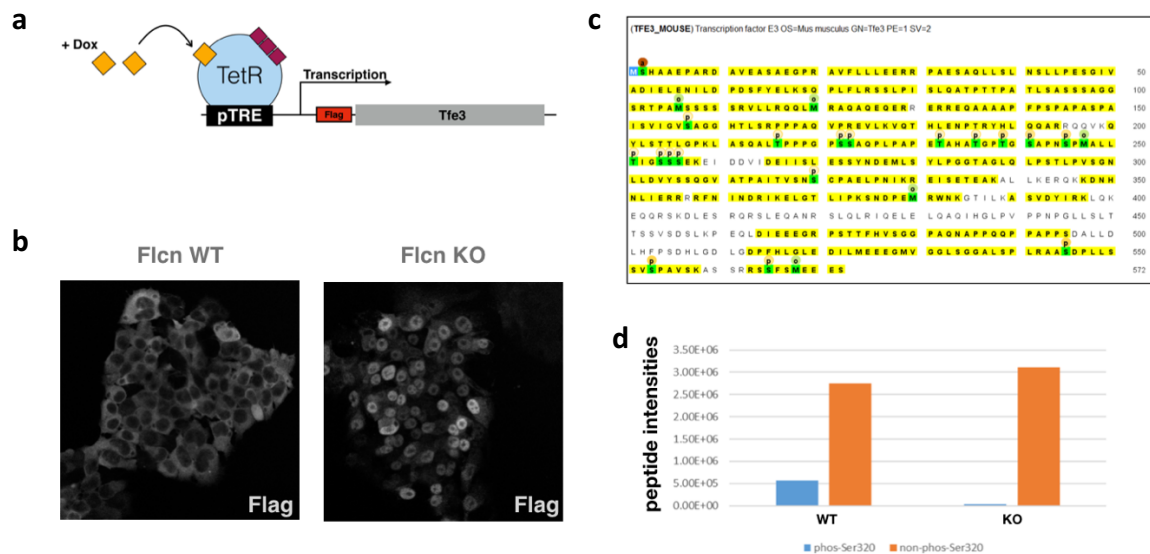 a
+ Dox
TetR
Transcription
pTRE
Flag
Tfe3
b
Flcn WT
Flcn KO
Flag
Flag
c
(TFE3_MOUSE) Transcription factor E3 OS=Mus musculus GN=Tfe3 PE=1 SV=2
a
MSHAAEPARD AVEASAEGPR AVFLLLEERR PAESAQLLSL NSLLPESGIV 50
ADIELENILD PDSFYELKSQ PLFLRSSLPI SLQATPTTPA TLSASSSAGG 100
o o
SRTPAMSSSS SRVLLRQQLM RAQAQEQERR ERREQAAAAP FPSPAPASPA 150
p
ISVIGVSAGG HTLSRPPPAQ VPREVLKVQT HLENPTRYHL QQARRQQVKQ 200
p p p p p p p p o
YLSTTLGPKL ASQALTPPPG PSSAQPLPAP ETAHATGPTG SAPNSPMALL 250
p p p p
TIGSSSEKEI DDVIDEIISL ESSYNDEMLS YLPGGTAGLQ LPSTLPVSGN 300
p
LLDVYSSQGV ATPAITVSNS CPAELPNIKR EISETEAKAL LKERQKKDNH 350
o
NLIERRRRFN INDRIKELGT LIPKSNDPEM RWNKGTILKA SVDYIRKLQK 400
EQQRSKDLES RQRSLEQANR SLQLRIQELE LQAQIHGLPV PPNPGLLSLT 450
TSSVSDSLKP EQLDIEEEGR PSTTFHVSGG PAQNAPPQQP PAPPSDALLD 500
p
LHFPSDHLGD LGDPFHLGLE DILMEEEGMV GGLSGGALSP LRAASDPLLS 550
p p o
SVSPAVSKAS SRRSSFSMEE ES 572
d
peptide intensities
3.50E+06
3.00E+06
2.50E+06
2.00E+06
1.50E+06
1.00E+06
5.00E+05
0.00E+00
WT
KO
phos-Ser320
non-phos-Ser320